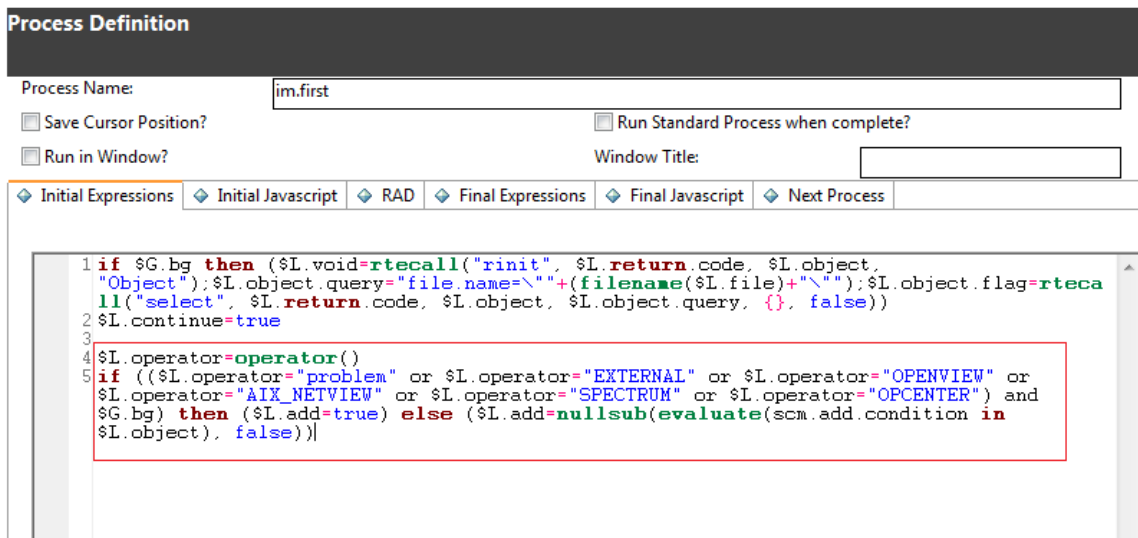 Process Definition
Process Name: im.first
Save Cursor Position? Run Standard Process when complete?
Run in Window? Window Title:
Initial Expressions Initial Javascript RAD Final Expressions Final Javascript Next Process
1 if $G.bg then ($L.void=rtecall("rinit", $L.return.code, $L.object,
"Object");$L.object.query="file.name=\""+(filename($L.file)+"\"");$L.object.flag=rteca
ll("select", $L.return.code, $L.object, $L.object.query, {}, false))
2 $L.continue=true
3
4 $L.operator=operator()
5 if (($L.operator="problem" or $L.operator="EXTERNAL" or $L.operator="OPENVIEW" or
$L.operator="AIX_NETVIEW" or $L.operator="SPECTRUM" or $L.operator="OPCENTER") and
$G.bg) then ($L.add=true) else ($L.add=nullsub(evaluate(scm.add.condition in
$L.object), false))